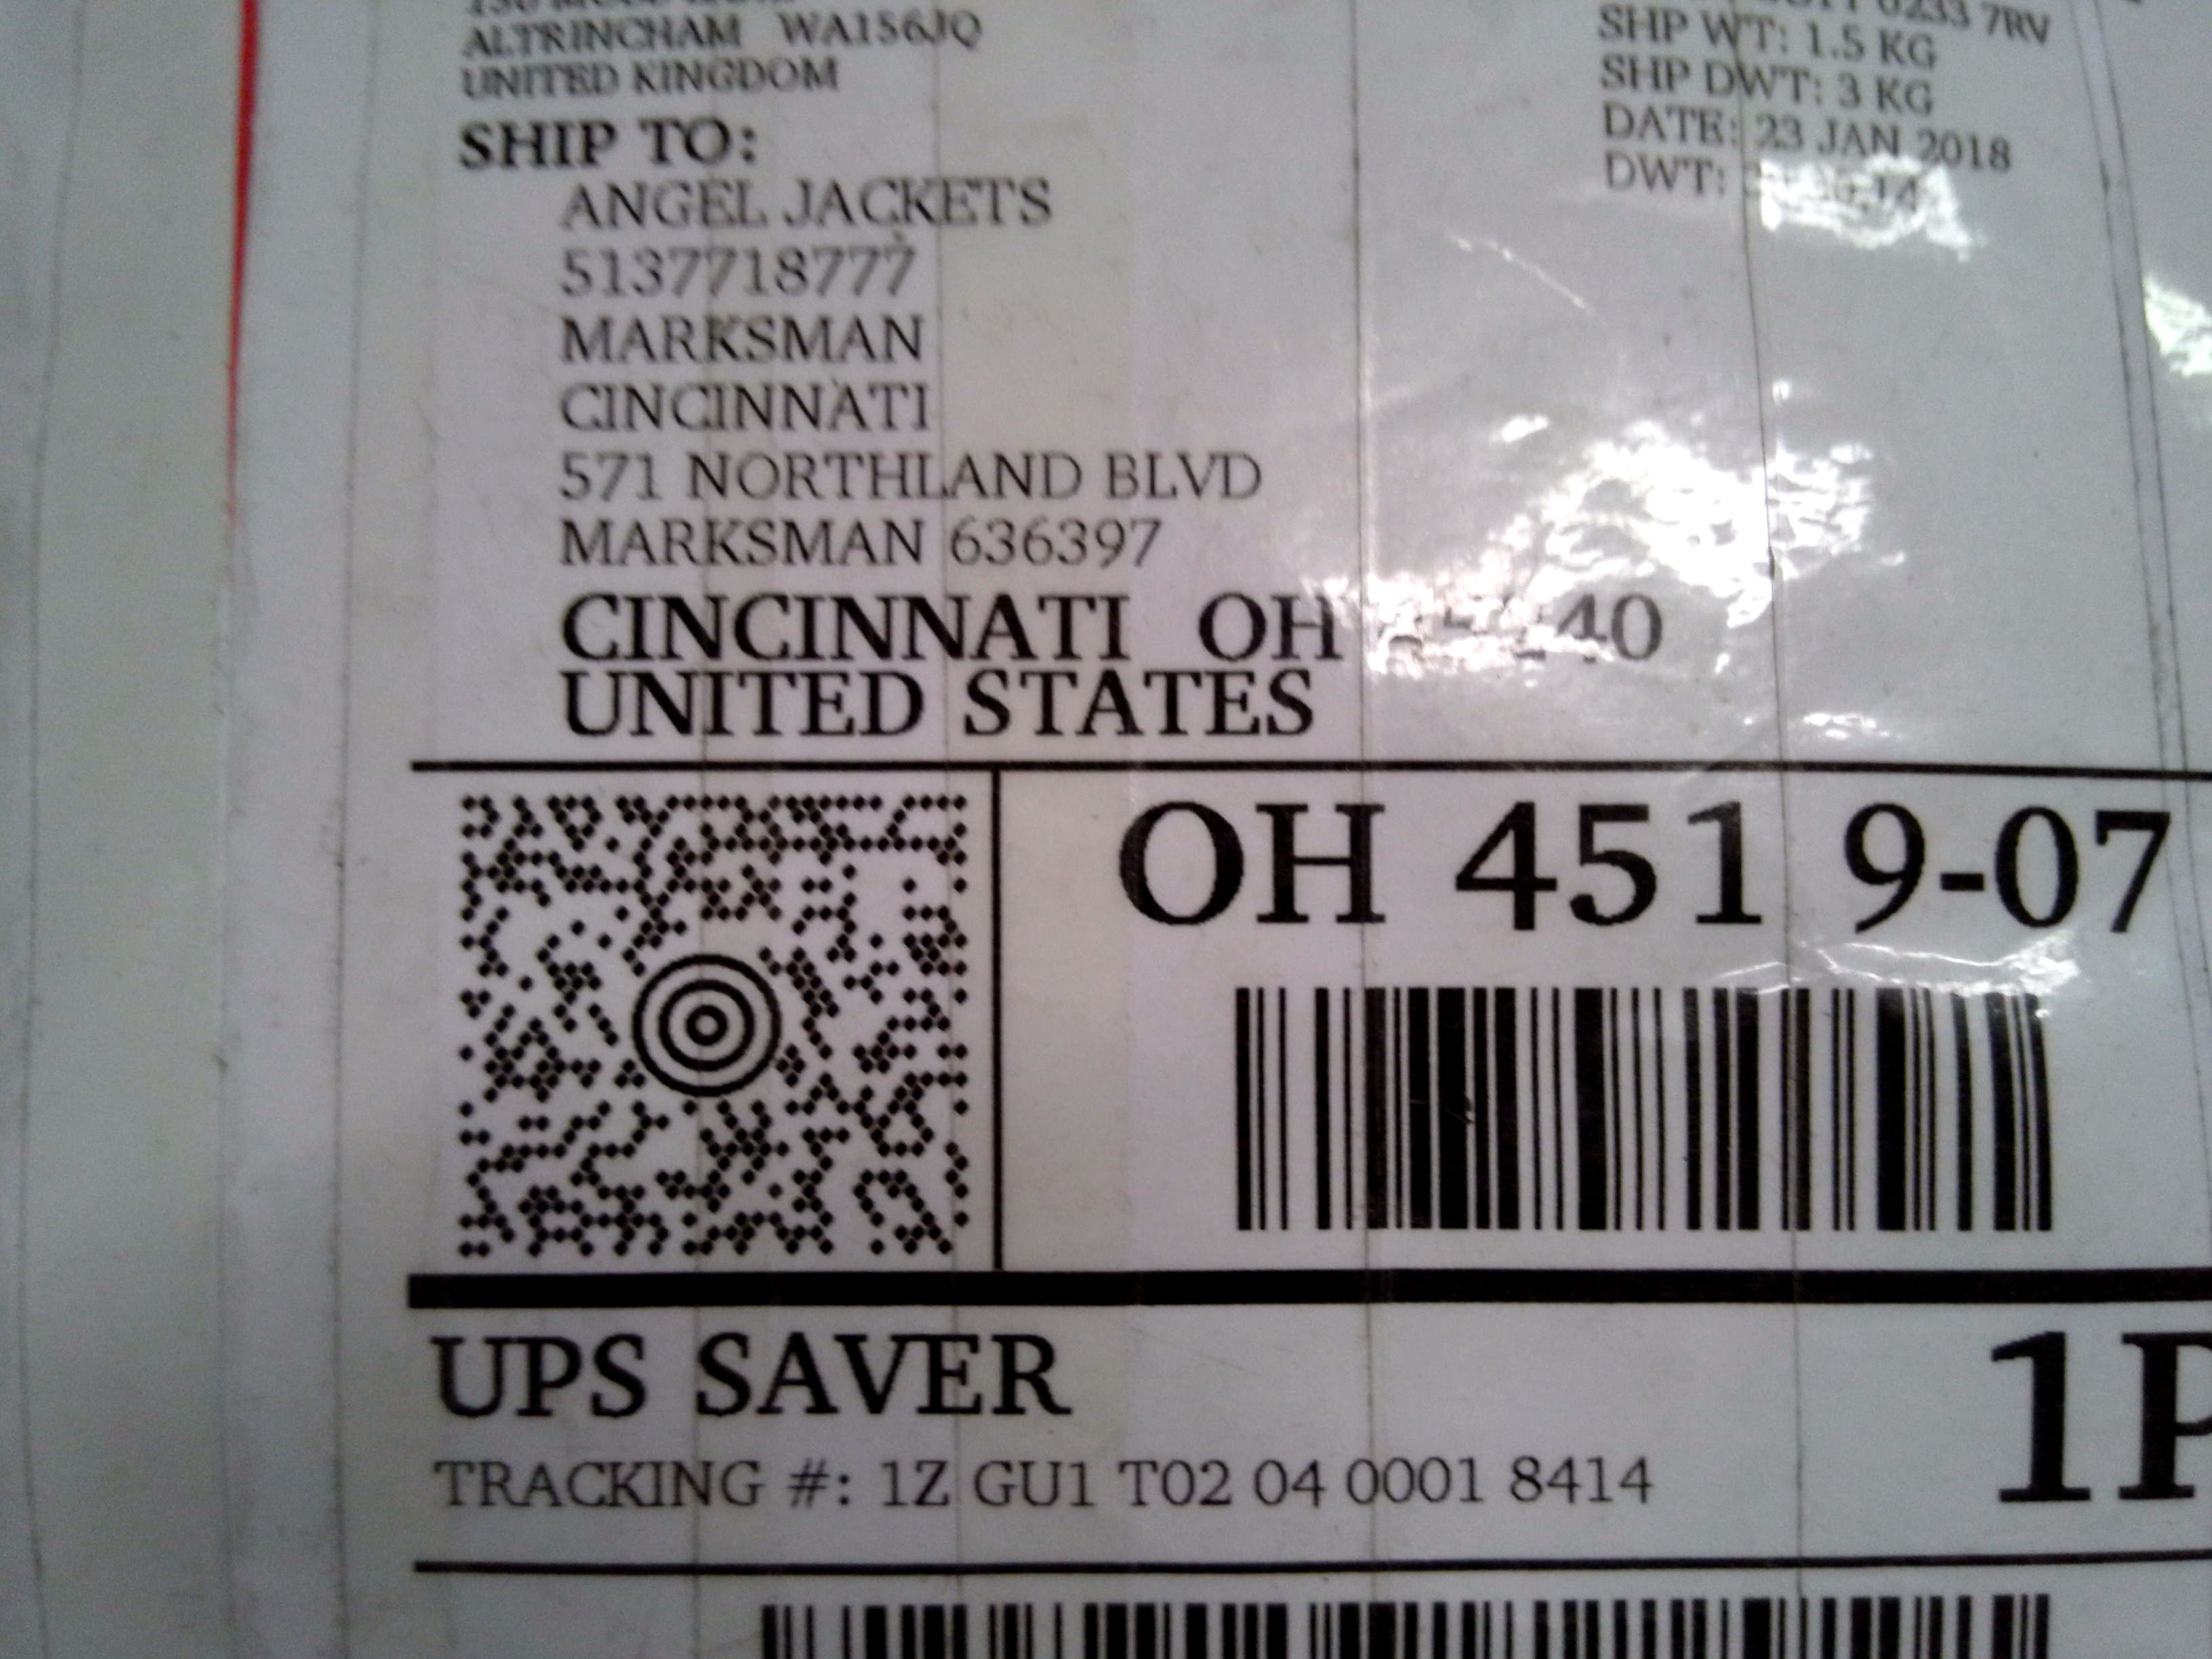 ALTRINCHAM WA156JQ
UNITED KINGDOM
0233 7RV
SHP WT: 1.5 KG
SHP DWT: 3 KG
DATE: 23 JAN 2018
DWT:
SHIP TO:
ANGEL JACKETS
5137718777
MARKSMAN
CINCINNATI
571 NORTHLAND BLVD
MARKSMAN 636397
CINCINNATI OH
UNITED STATES
OH 451 9-07
UPS SAVER
1P
TRACKING #: 1Z GU1 T02 04 0001 8414